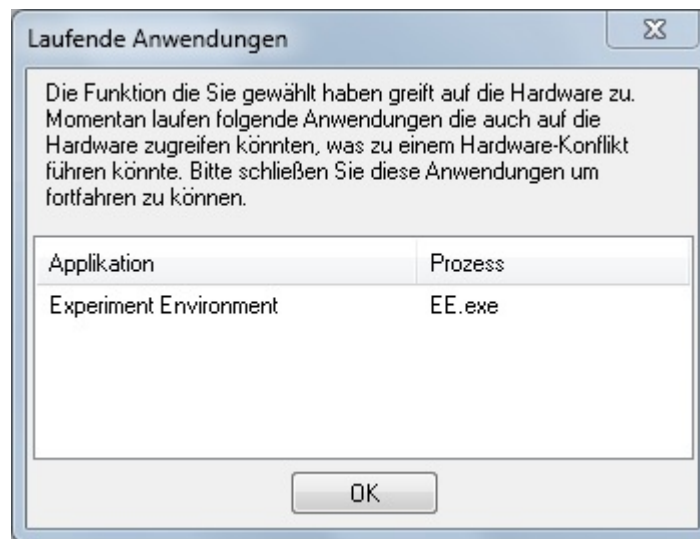 Laufende Anwendungen
Die Funktion die Sie gewählt haben greift auf die Hardware zu.
Momentan laufen folgende Anwendungen die auch auf die
Hardware zugreifen könnten, was zu einem Hardware-Konflikt
führen könnte. Bitte schließen Sie diese Anwendungen um
fortfahren zu können.
Applikation Prozess
Experiment Environment EE.exe
OK